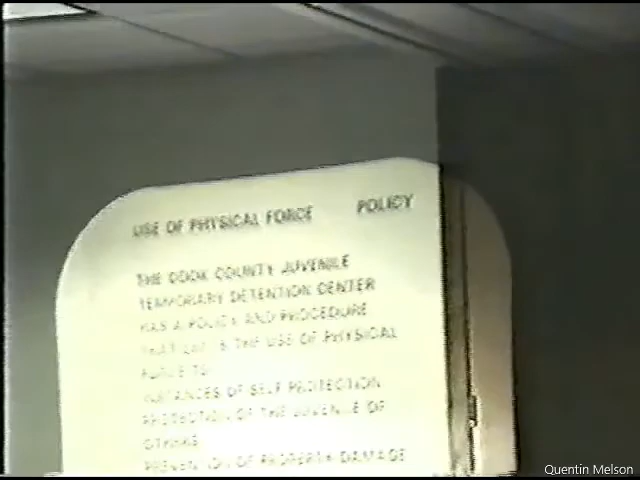 USE OF PHYSICAL FORCE POLICY
THE COOK COUNTY JUVENILE
TEMPORARY DETENTION CENTER
HAS A POLICY AND PROCEDURE
THAT LIMITS THE USE OF PHYSICAL
FORCE TO
INSTANCES OF SELF PROTECTION
PROTECTION OF THE JUVENILE OR
OTHERS
PREVENTION OF PROPERTY DAMAGE
Quentin Melson